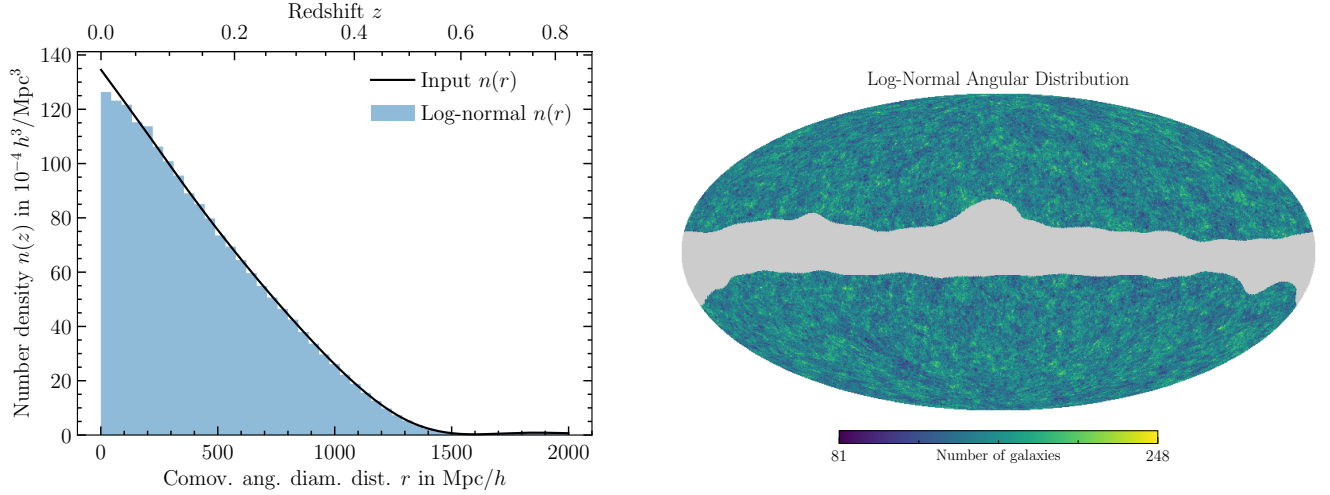 Redshift z
0.0 0.2 0.4 0.6 0.8
140
120
100
80
60
40
20
0
Number density n(z) in 10⁻⁴ h³/Mpc³
Input n(r)
Log-normal n(r)
0 500 1000 1500 2000
Comov. ang. diam. dist. r in Mpc/h
Log-Normal Angular Distribution
81 Number of galaxies 248